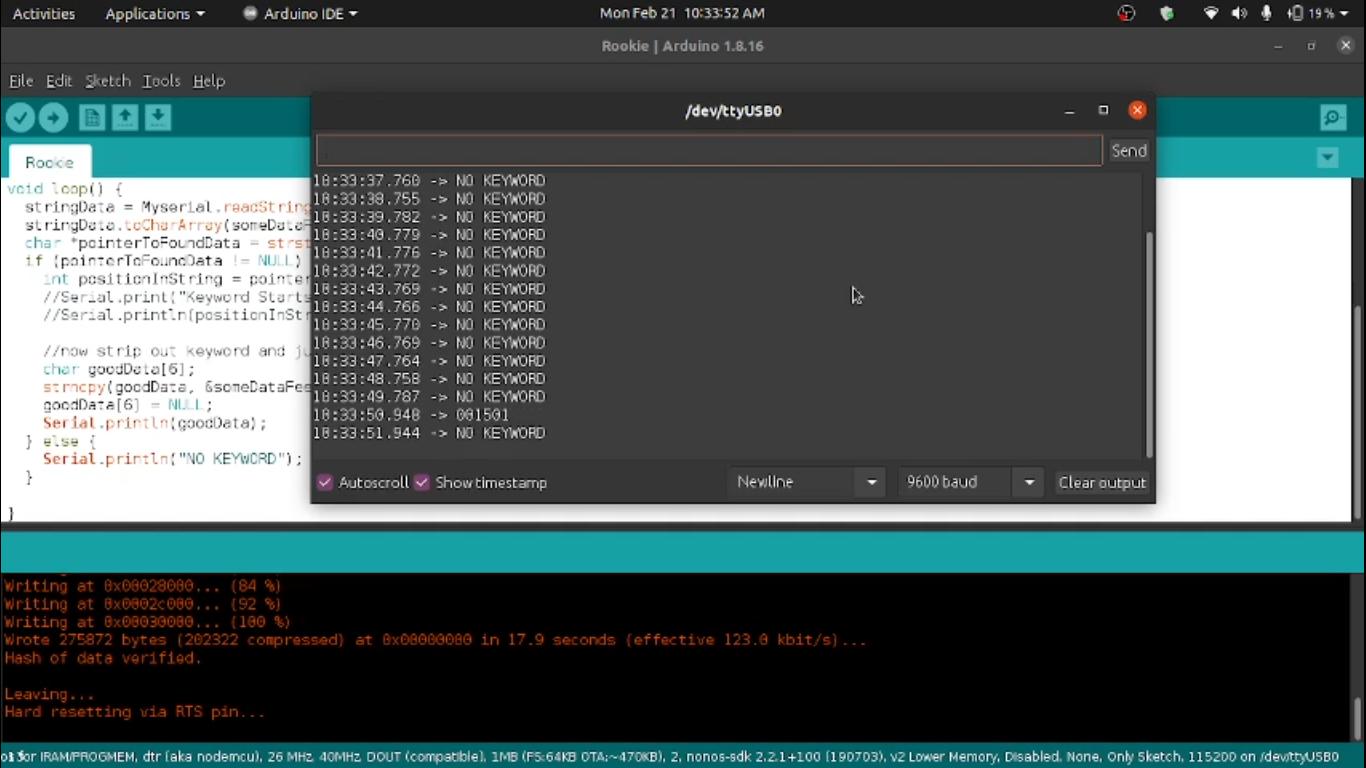 Activities Applications Arduino IDE Mon Feb 21 10:33:52 AM 19%
Rookie | Arduino 1.8.16
File Edit Sketch Tools Help
/dev/ttyUSB0
Send
Rookie
10:33:37.760 -> NO KEYWORD
10:33:38.755 -> NO KEYWORD
10:33:39.782 -> NO KEYWORD
10:33:40.779 -> NO KEYWORD
10:33:41.776 -> NO KEYWORD
10:33:42.772 -> NO KEYWORD
10:33:43.769 -> NO KEYWORD
10:33:44.766 -> NO KEYWORD
10:33:45.770 -> NO KEYWORD
10:33:46.769 -> NO KEYWORD
10:33:47.764 -> NO KEYWORD
10:33:48.758 -> NO KEYWORD
10:33:49.787 -> NO KEYWORD
10:33:50.948 -> 001501
10:33:51.944 -> NO KEYWORD
Autoscroll Show timestamp Newline 9600 baud Clear output
void loop() {
stringData = Myserial.readString
stringData.toCharArray(someDataF
char *pointerToFoundData = strst
if (pointerToFoundData != NULL)
int positionInString = pointer
//Serial.print("Keyword Starts
//Serial.println(positionInStr
//now strip out keyword and ju
char goodData[6];
strncpy(goodData, &someDataFee
goodData[6] = NULL;
Serial.println(goodData);
} else {
Serial.println("NO KEYWORD");
}
}
Writing at 0x00028000... (84 %)
Writing at 0x0002c000... (92 %)
Writing at 0x00030000... (100 %)
Wrote 275872 bytes (202322 compressed) at 0x00000000 in 17.9 seconds (effective 123.0 kbit/s)...
Hash of data verified.
Leaving...
Hard resetting via RTS pin...
for IRAM/PROGMEM, dtr (aka nodemcu), 26 MHz, 40MHz, DOUT (compatible), 1MB (FS:64KB OTA:~470KB), 2, nonos-sdk 2.2.1+100 (190703), v2 Lower Memory, Disabled, None, Only Sketch, 115200 on /dev/ttyUSB0